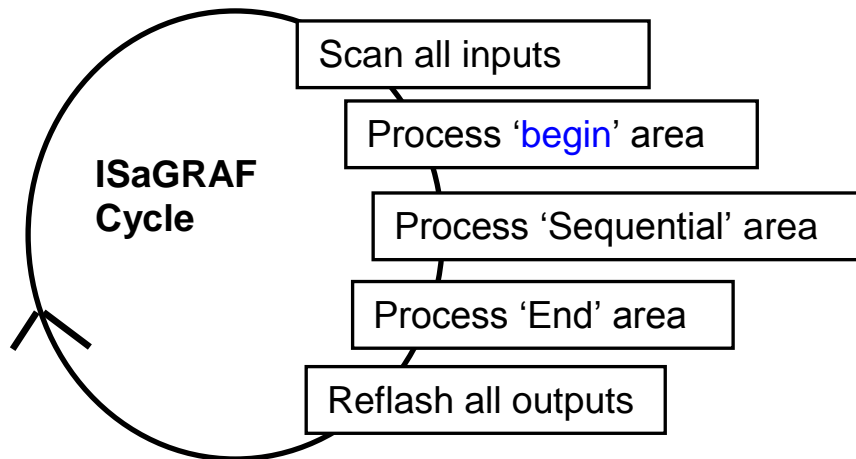 Scan all inputs
Process ‘begin’ area
ISaGRAF
Cycle
Process ‘Sequential’ area
Process ‘End’ area
Reflash all outputs